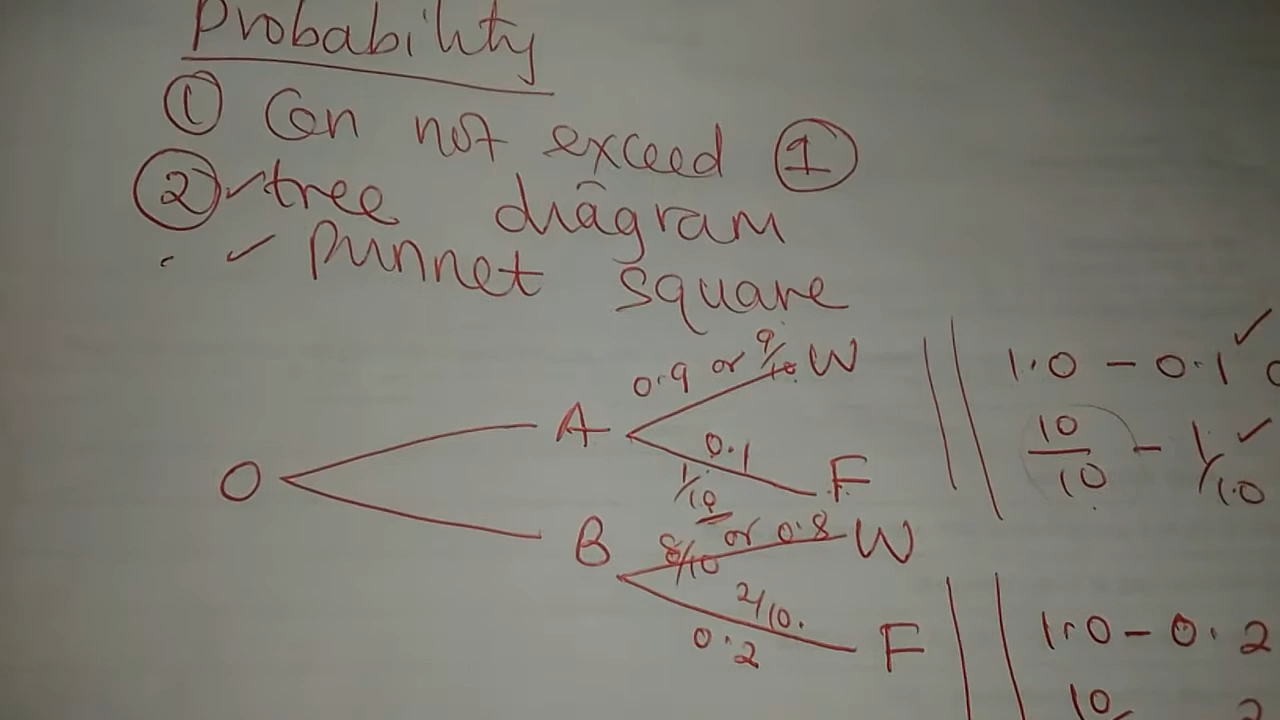 Probability
① Can not exceed ①
② ✓ tree diagram
✓ punnet square
0.9 or 9/10 W
1.0 - 0.1
A
0.1
1/10
F
10/10 - 1/10
O
B
8/10 or 0.8 W
2/10.
0.2
F
1.0 - 0.2
10/
2